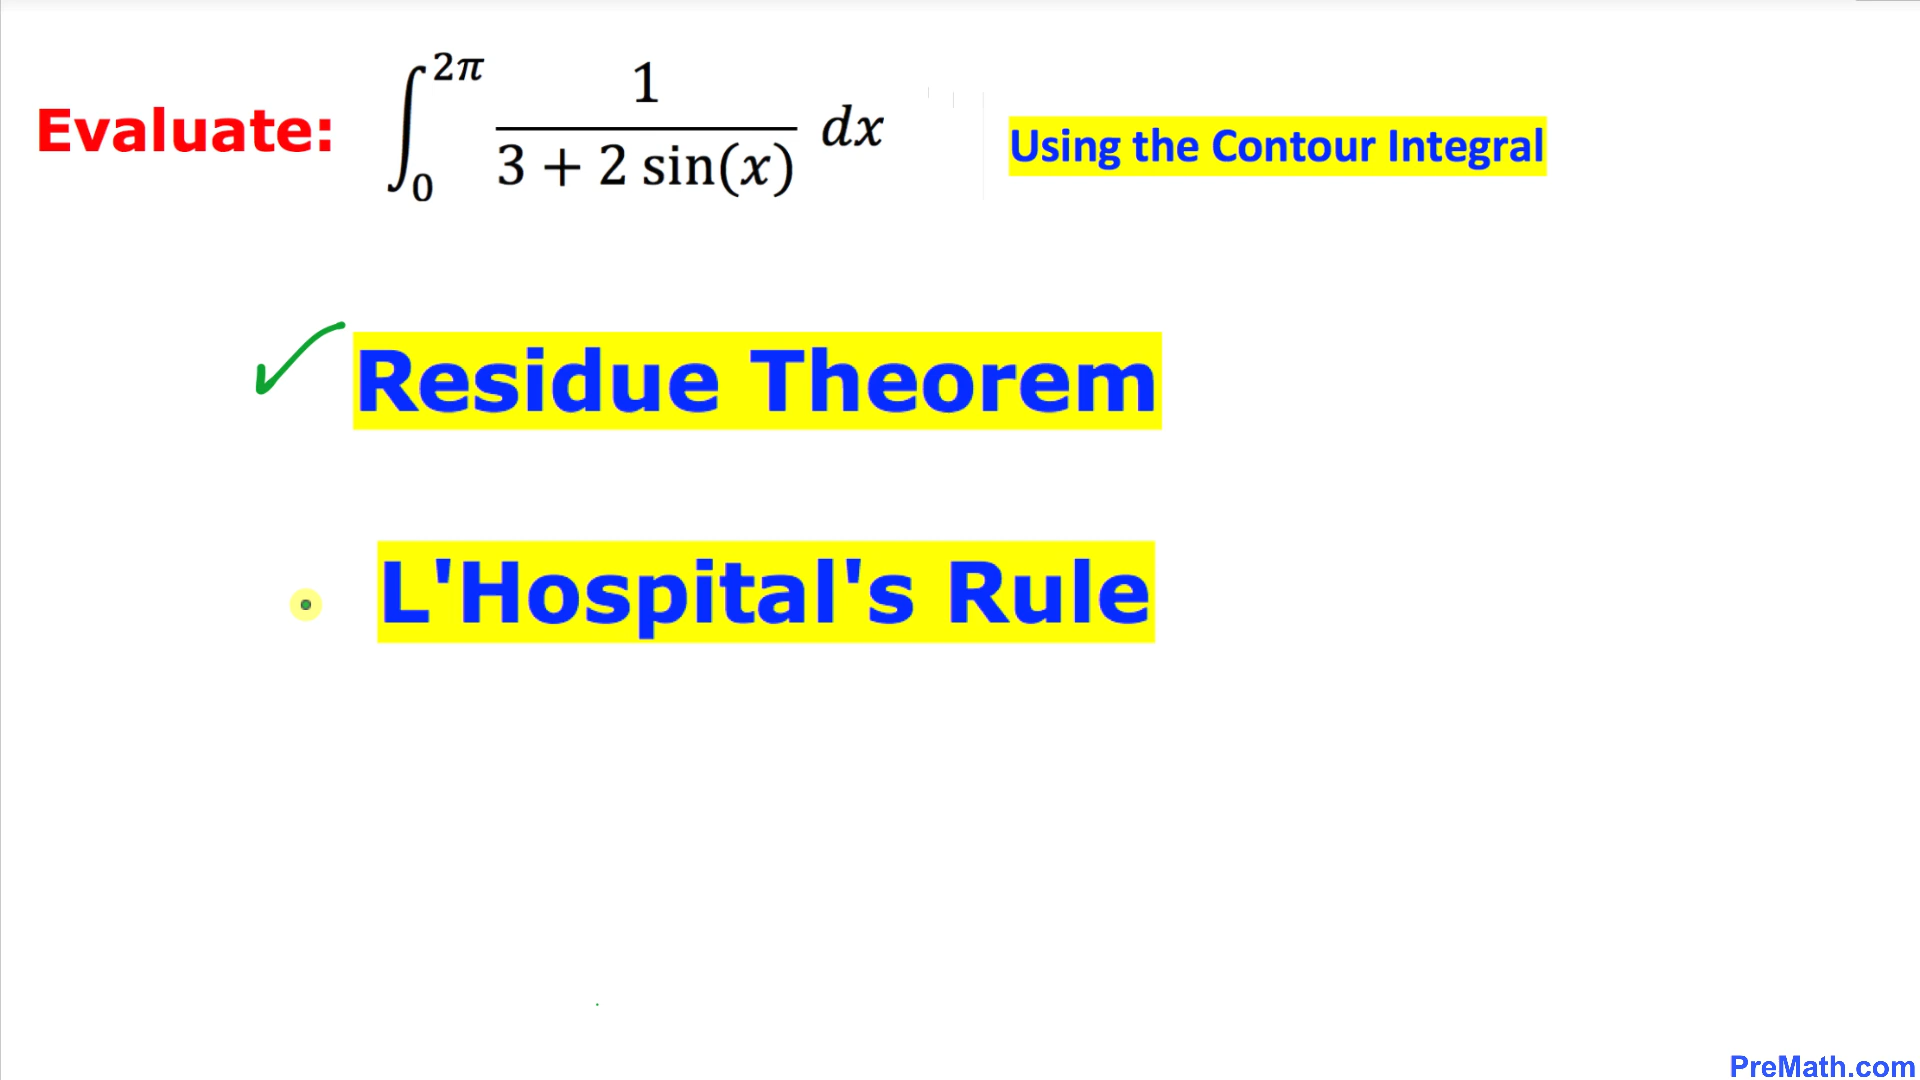 Evaluate: ∫₀^{2π} 1/(3 + 2 sin(x)) dx
Using the Contour Integral
Residue Theorem
L'Hospital's Rule
PreMath.com